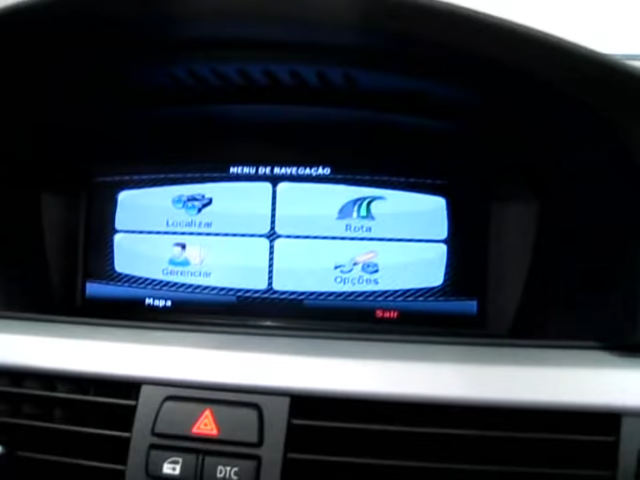 MENU DE NAVEGAÇÃO
Localizar
Rota
Gerenciar
Opções
Mapa
Sair
DTC